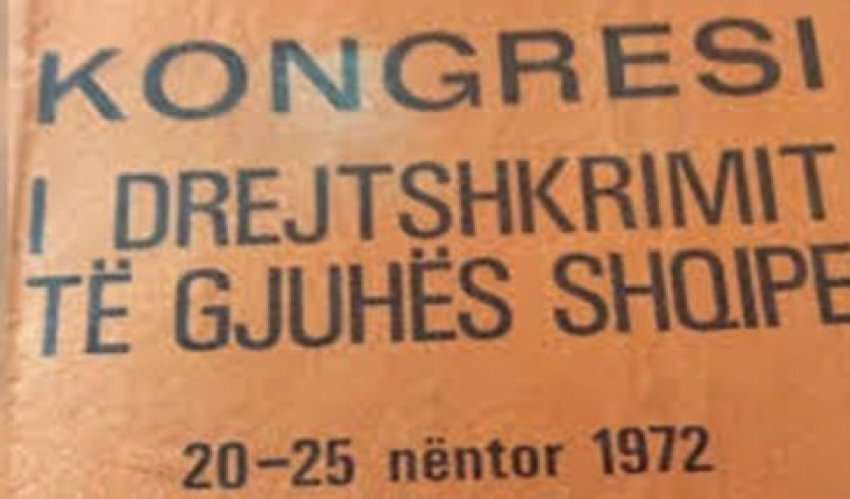 KONGRESI
I DREJTSHKRIMIT
TË GJUHËS SHQIPE
20-25 nëntor 1972